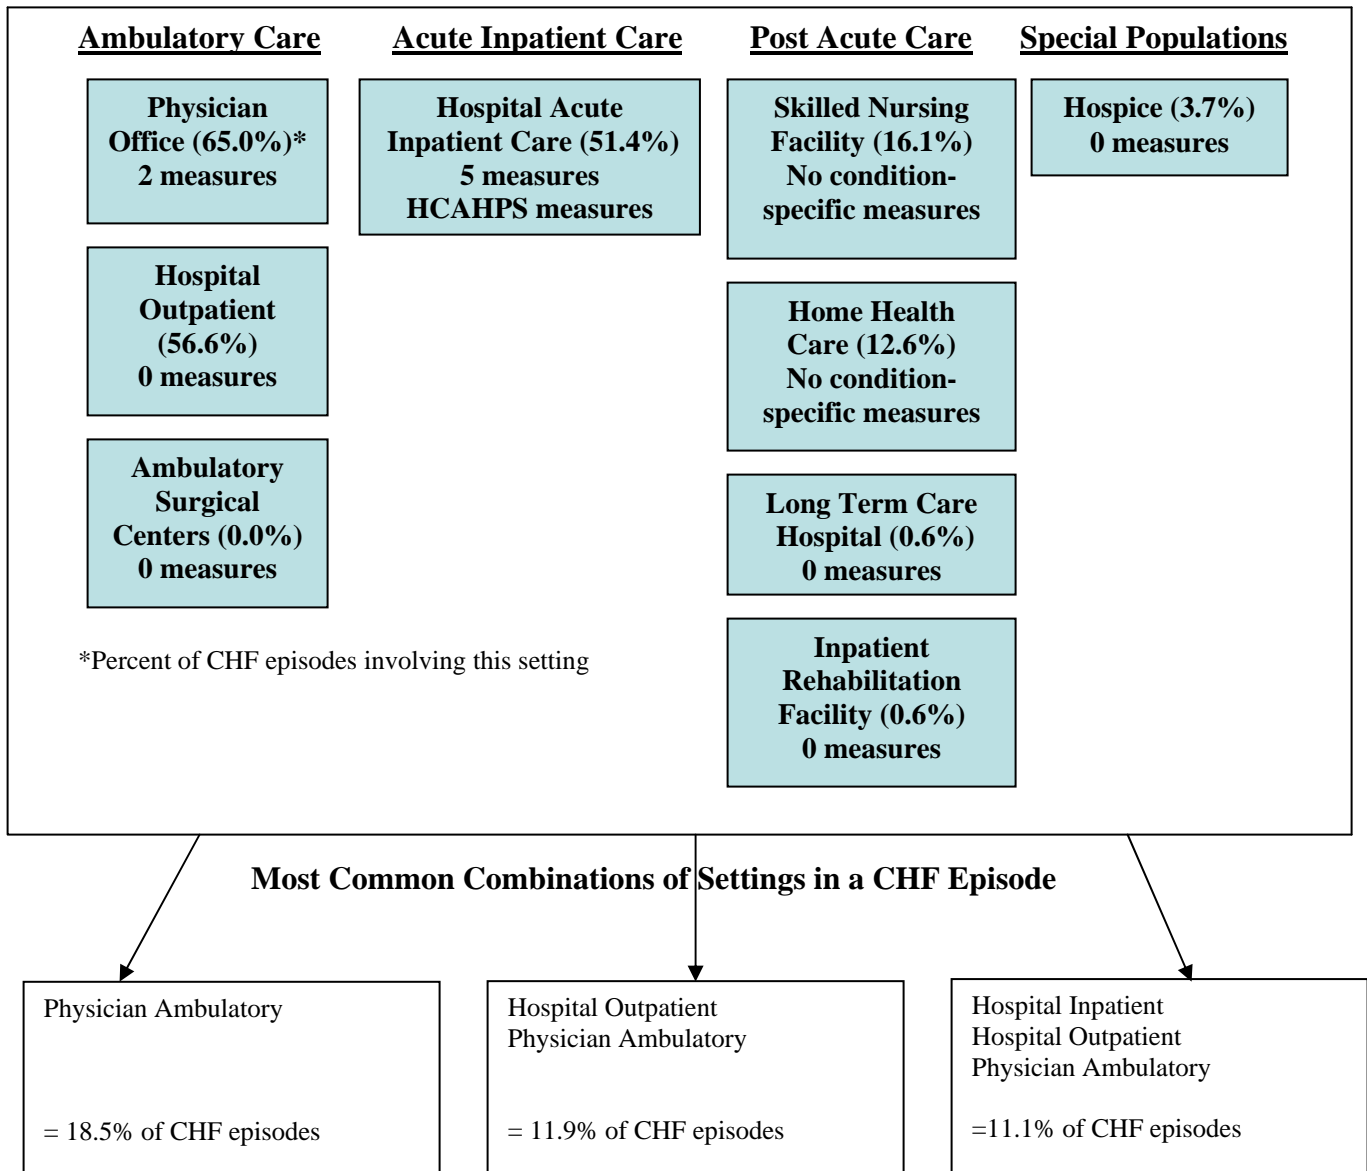 Ambulatory Care
Physician
Office (65.0%)*
2 measures
Hospital
Outpatient
(56.6%)
0 measures
Ambulatory
Surgical
Centers (0.0%)
0 measures
*Percent of CHF episodes involving this setting
Acute Inpatient Care
Hospital Acute
Inpatient Care (51.4%)
5 measures
HCAHPS measures
Post Acute Care
Skilled Nursing
Facility (16.1%)
No condition-
specific measures
Home Health
Care (12.6%)
No condition-
specific measures
Long Term Care
Hospital (0.6%)
0 measures
Inpatient
Rehabilitation
Facility (0.6%)
0 measures
Special Populations
Hospice (3.7%)
0 measures
Most Common Combinations of Settings in a CHF Episode
Physician Ambulatory
= 18.5% of CHF episodes
Hospital Outpatient
Physician Ambulatory
= 11.9% of CHF episodes
Hospital Inpatient
Hospital Outpatient
Physician Ambulatory
=11.1% of CHF episodes